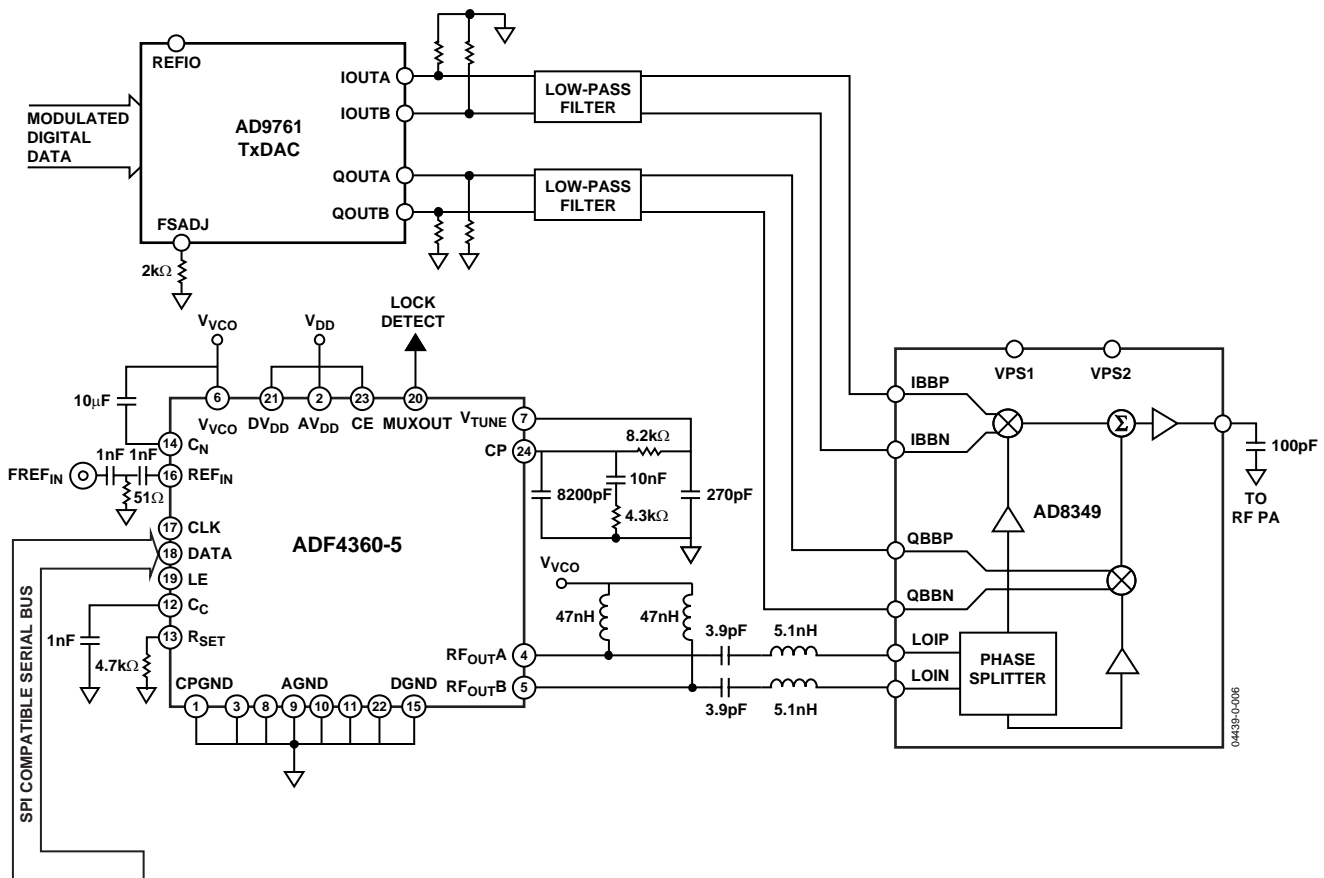 REFIO
IOUTA
IOUTB
QOUTA
QOUTB
FSADJ
AD9761
TxDAC
MODULATED
DIGITAL
DATA
LOW-PASS
FILTER
LOW-PASS
FILTER
2kΩ
LOCK
DETECT
VVCO
VDD
10μF
6
21
2
23
20
VVCO
DVDD
AVDD
CE
MUXOUT
VTUNE
7
CP
24
14
CN
1nF
1nF
FREFIN
16
REFIN
51Ω
17
CLK
18
DATA
19
LE
12
CC
13
RSET
1nF
4.7kΩ
ADF4360-5
CPGND
AGND
DGND
1
3
8
9
10
11
22
15
RFOUTA
4
RFOUTB
5
8.2kΩ
10nF
8200pF
270pF
4.3kΩ
VVCO
47nH
47nH
3.9pF
5.1nH
3.9pF
5.1nH
VPS1
VPS2
IBBP
IBBN
Σ
AD8349
QBBP
QBBN
LOIP
LOIN
PHASE
SPLITTER
100pF
TO
RF PA
SPI COMPATIBLE SERIAL BUS
04439-0-006